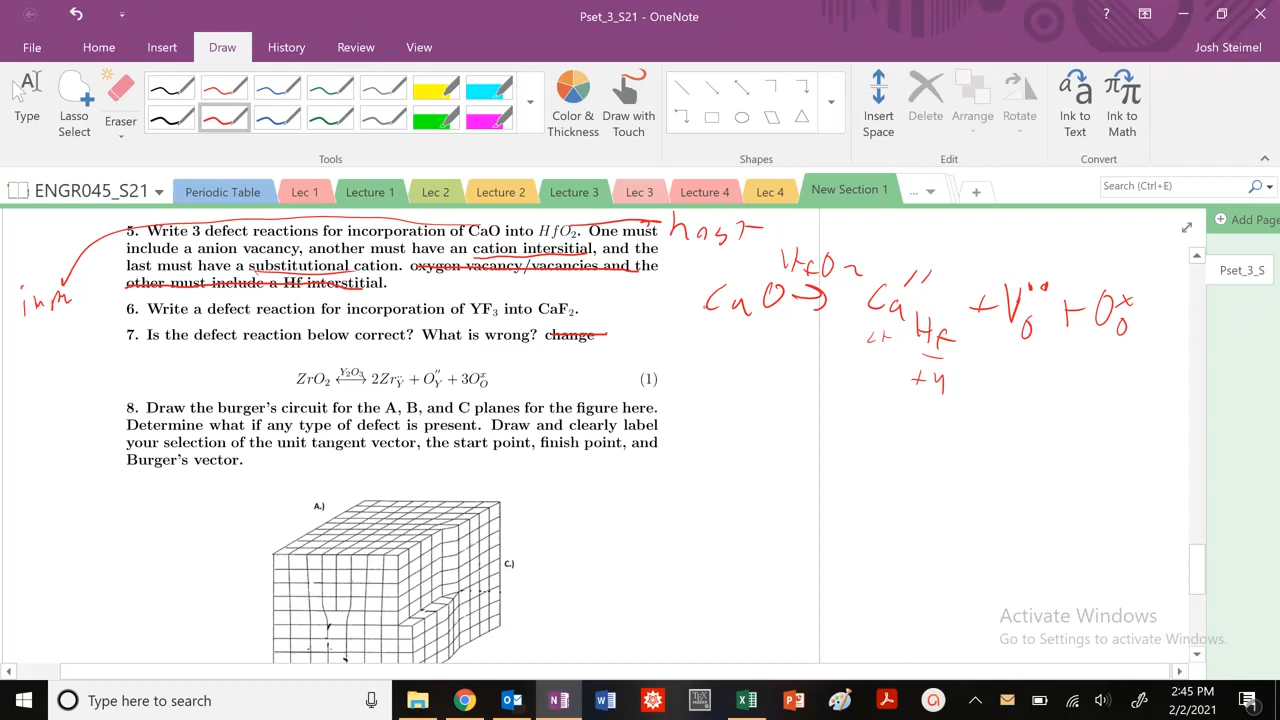 Pset_3_S21 - OneNote
File Home Insert Draw History Review View Josh Steimel
Type Lasso Select Eraser Color & Thickness Draw with Touch Insert Space Delete Arrange Rotate Ink to Text Ink to Math
Tools Shapes Edit Convert
ENGR045_S21 Periodic Table Lec 1 Lecture 1 Lec 2 Lecture 2 Lecture 3 Lec 3 Lecture 4 Lec 4 New Section 1 ... Search (Ctrl+E)
Add Page
Pset_3_S
5. Write 3 defect reactions for incorporation of CaO into HfO₂. One must
include a anion vacancy, another must have an cation intersitial, and the
last must have a substitutional cation. oxygen vacancy/vacancies and the
other must include a Hf interstitial.
host
HfO₂
CaO → Ca″Hf + V··O + OxO
2+
+4
6. Write a defect reaction for incorporation of YF₃ into CaF₂.
7. Is the defect reaction below correct? What is wrong? change
ZrO₂ ⟷ 2Zr··Y + O″Y + 3OxO (1)
Y₂O₃
8. Draw the burger's circuit for the A, B, and C planes for the figure here.
Determine what if any type of defect is present. Draw and clearly label
your selection of the unit tangent vector, the start point, finish point, and
Burger's vector.
A.)
C.)
Activate Windows
Go to Settings to activate Windows.
Type here to search
2:45 PM
2/2/2021